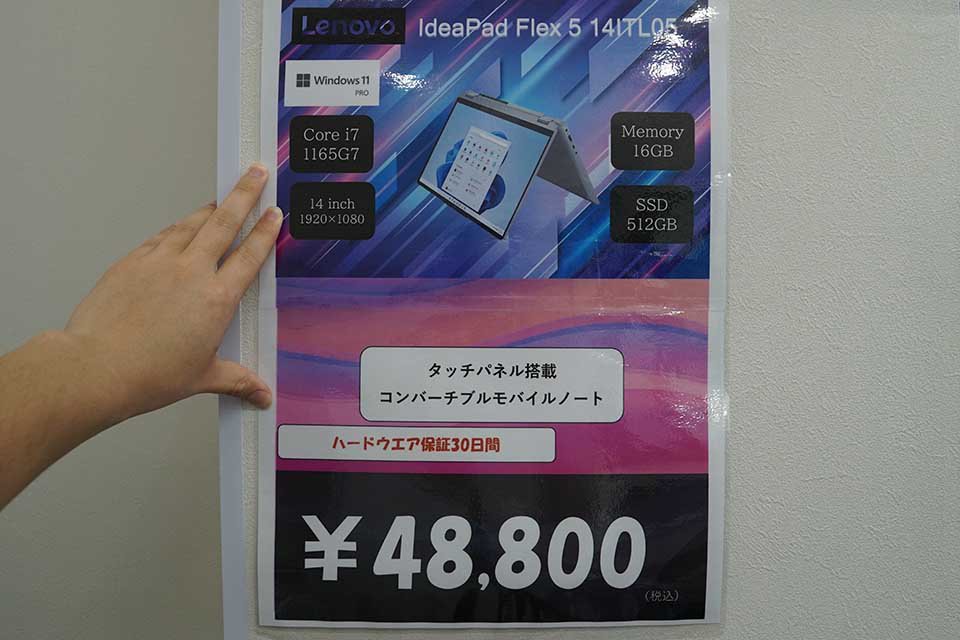 Lenovo
IdeaPad Flex 5 14ITL05
Windows 11
PRO
Core i7
1165G7
Memory
16GB
14 inch
1920×1080
SSD
512GB
タッチパネル搭載
コンバーチブルモバイルノート
ハードウエア保証30日間
¥48,800
(税込)